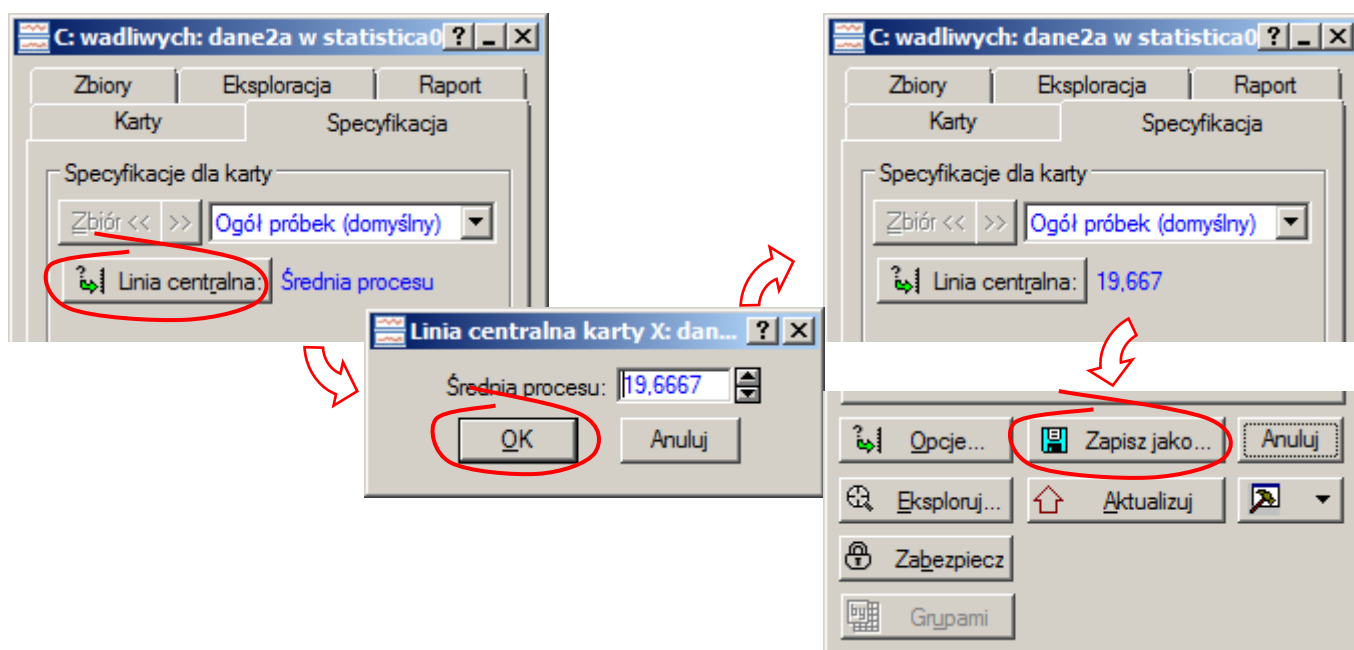 C: wadliwych: dane2a w statistica0
Zbiory Eksploracja Raport
Karty Specyfikacja
Specyfikacje dla karty
Zbiór << >> Ogół próbek (domyślny)
Linia centralna: Średnia procesu
Linia centralna karty X: dan...
Średnia procesu: 19,6667
OK Anuluj
C: wadliwych: dane2a w statistica0
Zbiory Eksploracja Raport
Karty Specyfikacja
Specyfikacje dla karty
Zbiór << >> Ogół próbek (domyślny)
Linia centralna: 19,667
Opcje... Zapisz jako... Anuluj
Eksploruj... Aktualizuj
Zabezpiecz
Grupami